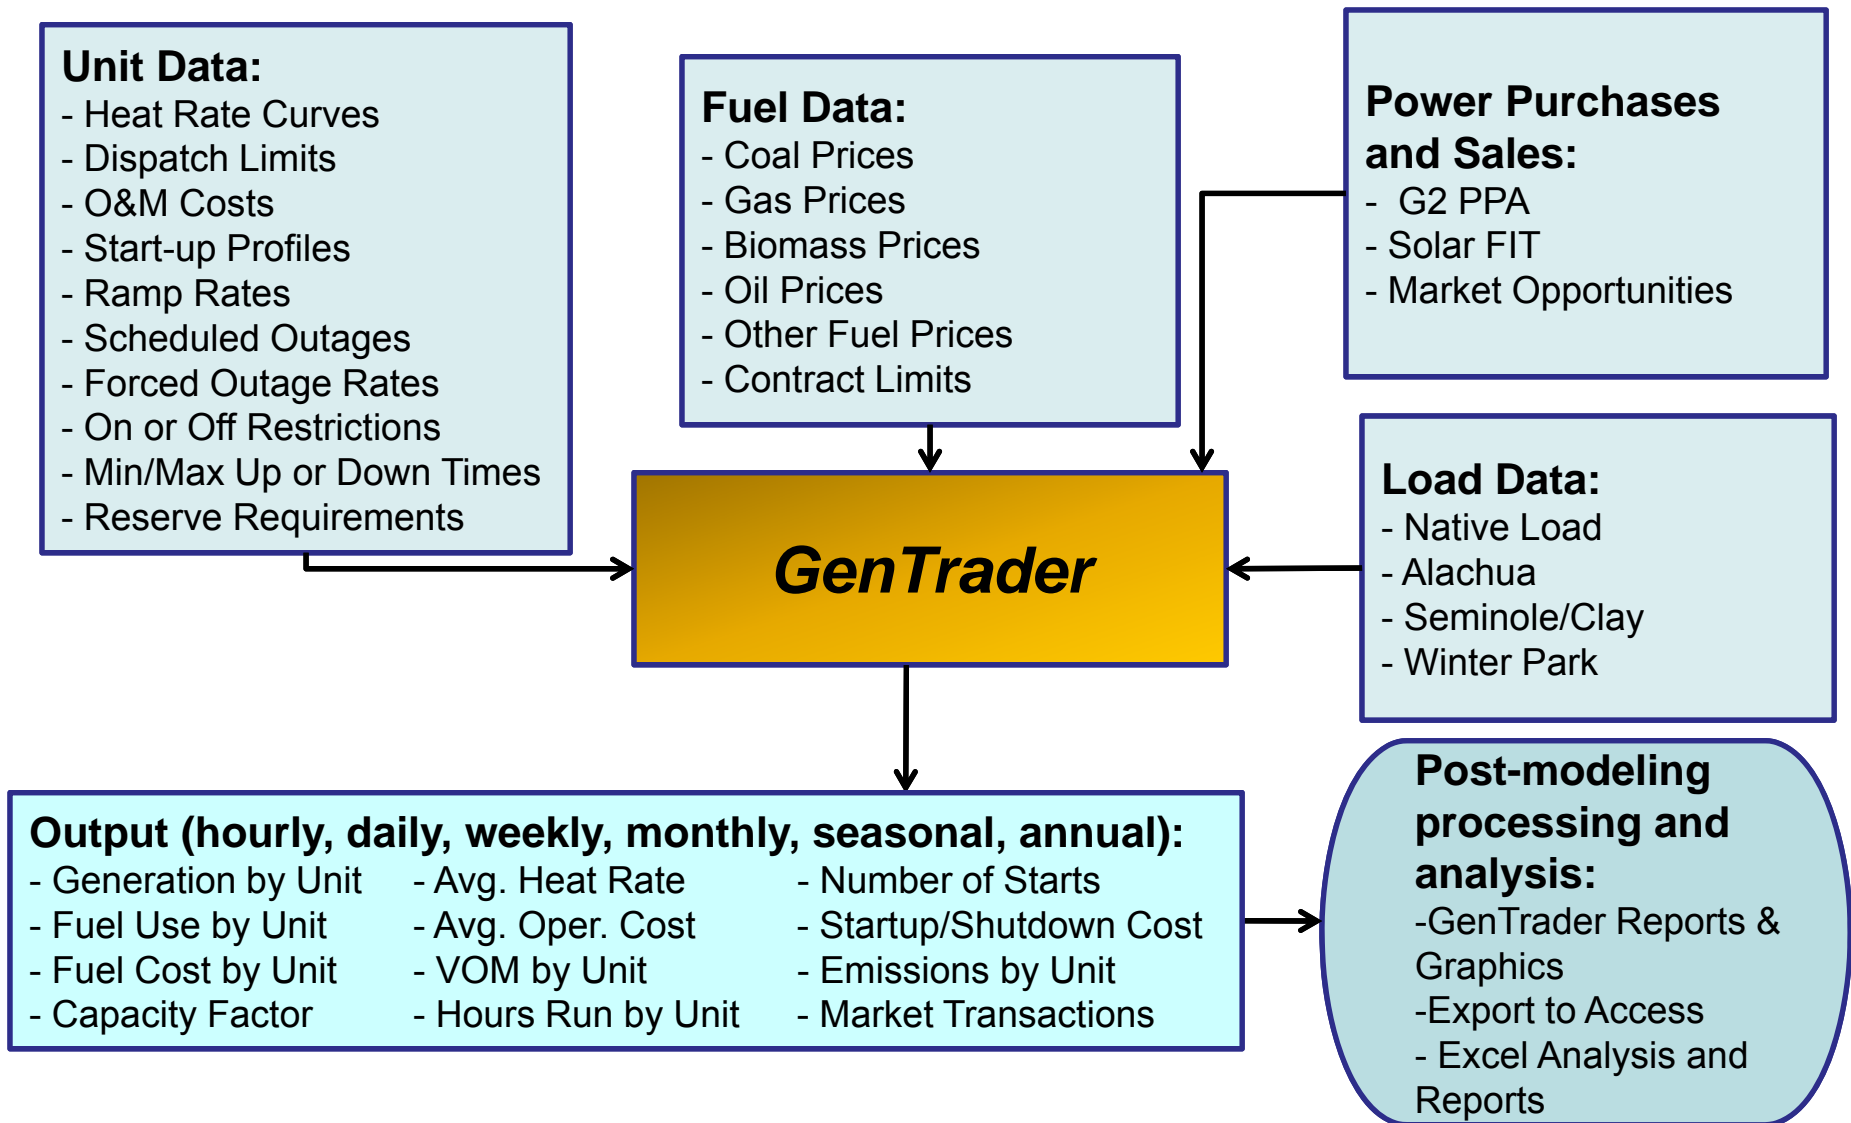 Unit Data:
- Heat Rate Curves
- Dispatch Limits
- O&M Costs
- Start-up Profiles
- Ramp Rates
- Scheduled Outages
- Forced Outage Rates
- On or Off Restrictions
- Min/Max Up or Down Times
- Reserve Requirements
Fuel Data:
- Coal Prices
- Gas Prices
- Biomass Prices
- Oil Prices
- Other Fuel Prices
- Contract Limits
Power Purchases
and Sales:
- G2 PPA
- Solar FIT
- Market Opportunities
GenTrader
Load Data:
- Native Load
- Alachua
- Seminole/Clay
- Winter Park
Output (hourly, daily, weekly, monthly, seasonal, annual):
- Generation by Unit - Avg. Heat Rate - Number of Starts
- Fuel Use by Unit - Avg. Oper. Cost - Startup/Shutdown Cost
- Fuel Cost by Unit - VOM by Unit - Emissions by Unit
- Capacity Factor - Hours Run by Unit - Market Transactions
Post-modeling
processing and
analysis:
-GenTrader Reports &
Graphics
-Export to Access
- Excel Analysis and
Reports